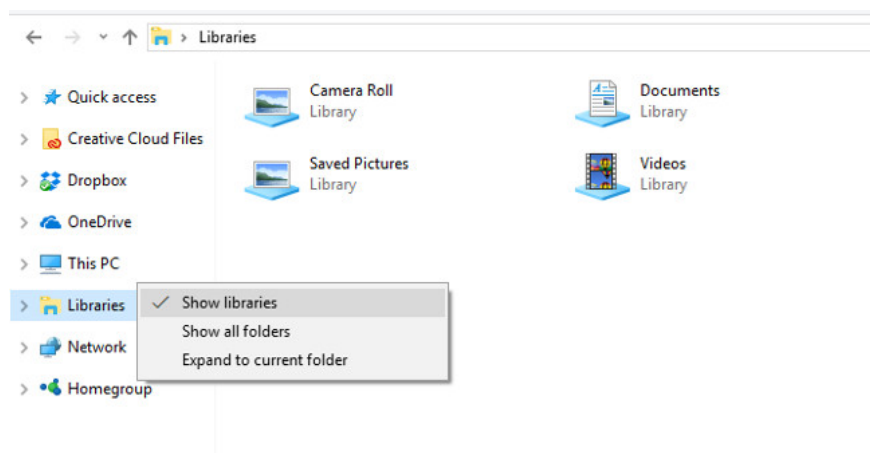 Libraries
Quick access
Creative Cloud Files
Dropbox
OneDrive
This PC
Libraries
Network
Homegroup
Camera Roll
Library
Documents
Library
Saved Pictures
Library
Videos
Library
Show libraries
Show all folders
Expand to current folder